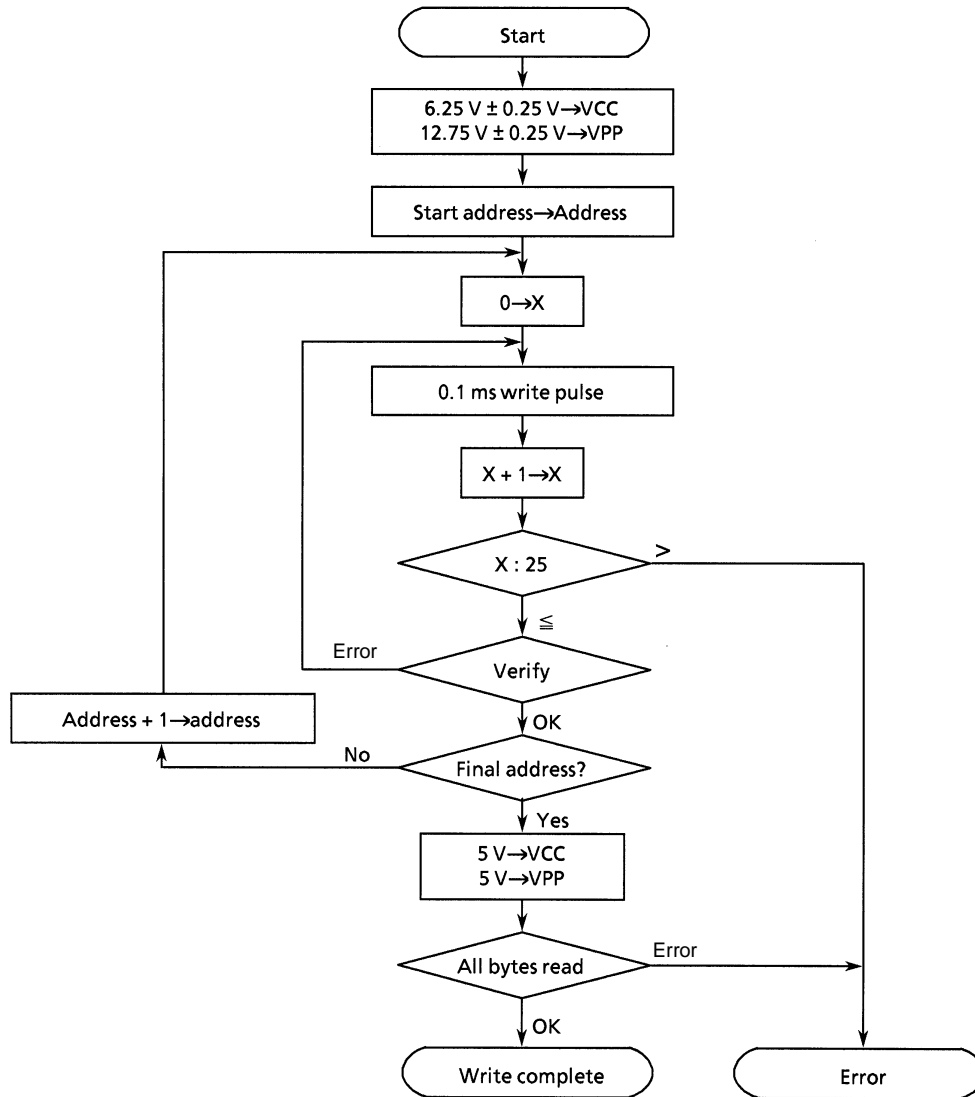 Start
6.25 V ± 0.25 V→VCC
12.75 V ± 0.25 V→VPP
Start address→Address
0→X
0.1 ms write pulse
X + 1→X
X : 25
>
≦
Error
Verify
Address + 1→address
OK
No
Final address?
Yes
5 V→VCC
5 V→VPP
All bytes read
Error
OK
Write complete
Error